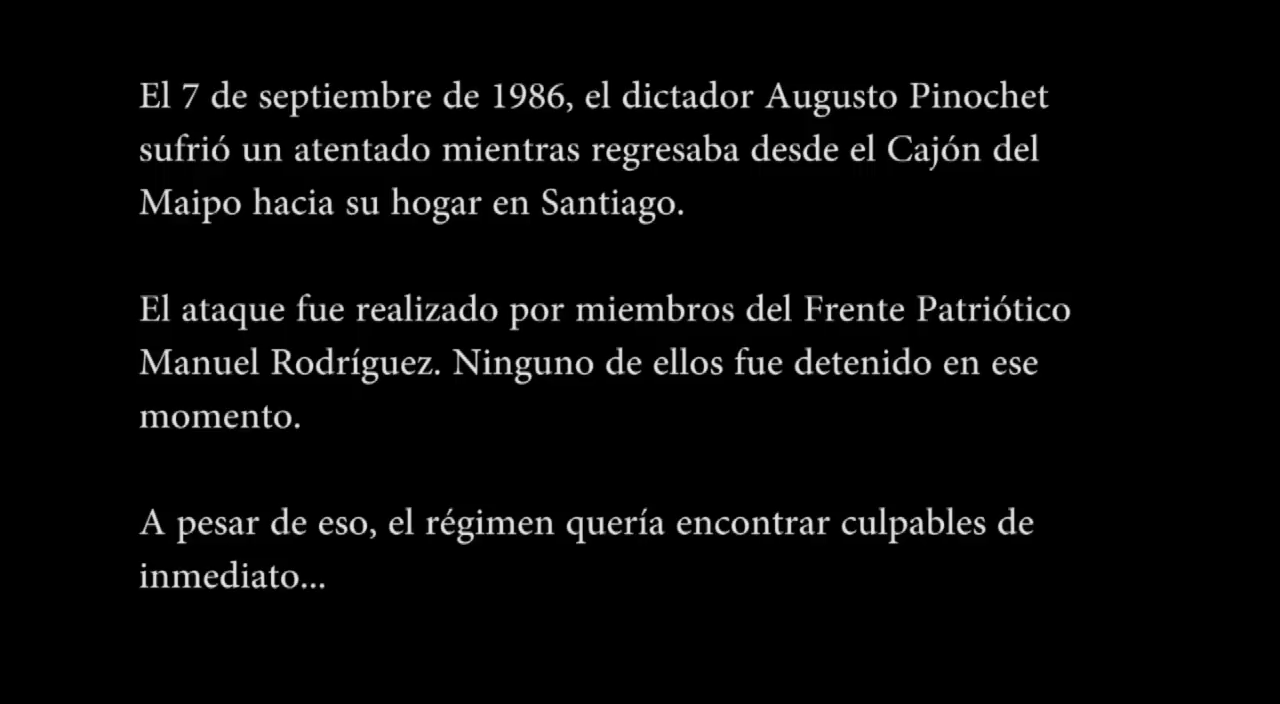 El 7 de septiembre de 1986, el dictador Augusto Pinochet
sufrió un atentado mientras regresaba desde el Cajón del
Maipo hacia su hogar en Santiago.
El ataque fue realizado por miembros del Frente Patriótico
Manuel Rodríguez. Ninguno de ellos fue detenido en ese
momento.
A pesar de eso, el régimen quería encontrar culpables de
inmediato...